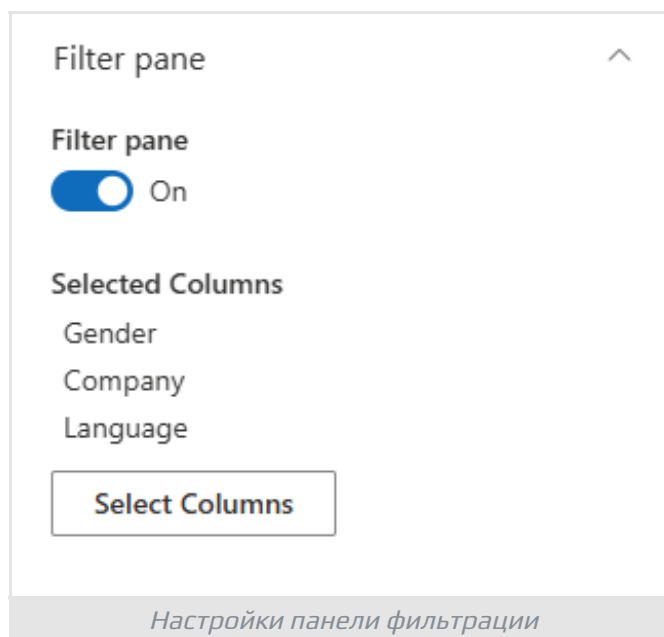 Filter pane
Filter pane
On
Selected Columns
Gender
Company
Language
Select Columns
Настройки панели фильтрации